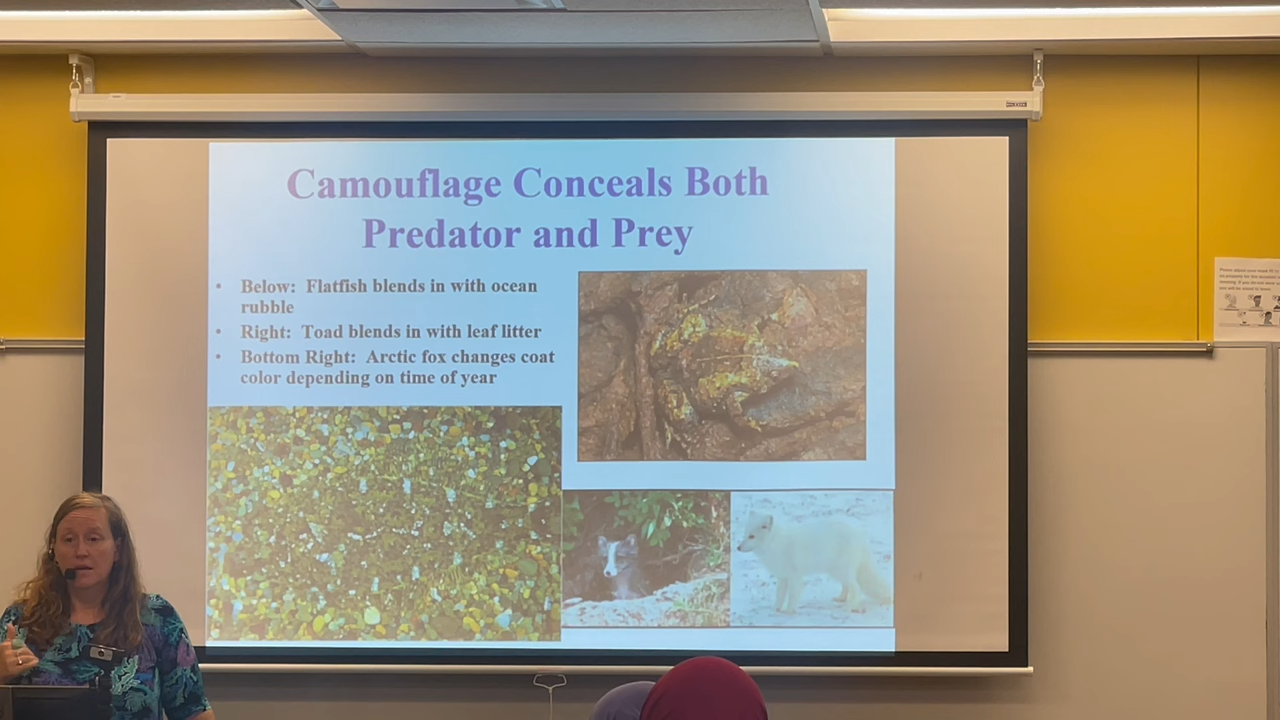 Camouflage Conceals Both
Predator and Prey
• Below: Flatfish blends in with ocean
rubble
• Right: Toad blends in with leaf litter
• Bottom Right: Arctic fox changes coat
color depending on time of year